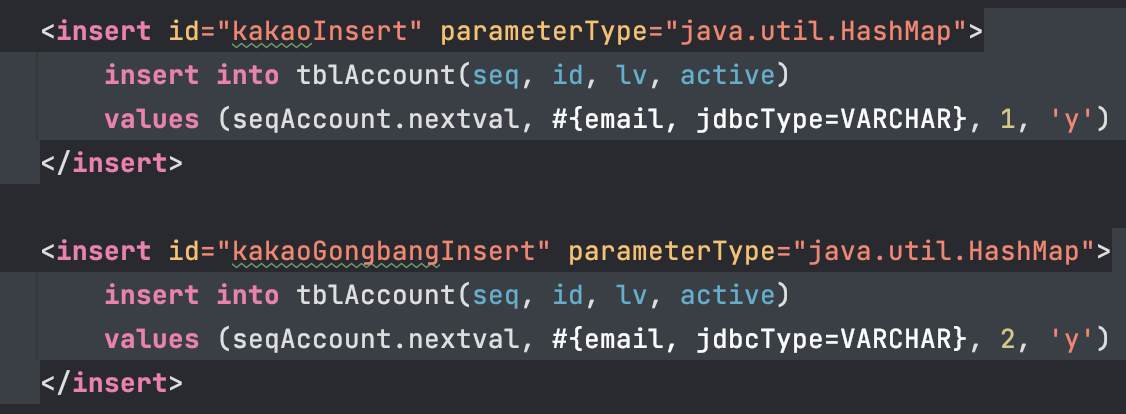 <insert id="kakaoInsert" parameterType="java.util.HashMap">
insert into tblAccount(seq, id, lv, active)
values (seqAccount.nextval, #{email, jdbcType=VARCHAR}, 1, 'y')
</insert>
<insert id="kakaoGongbangInsert" parameterType="java.util.HashMap">
insert into tblAccount(seq, id, lv, active)
values (seqAccount.nextval, #{email, jdbcType=VARCHAR}, 2, 'y')
</insert>